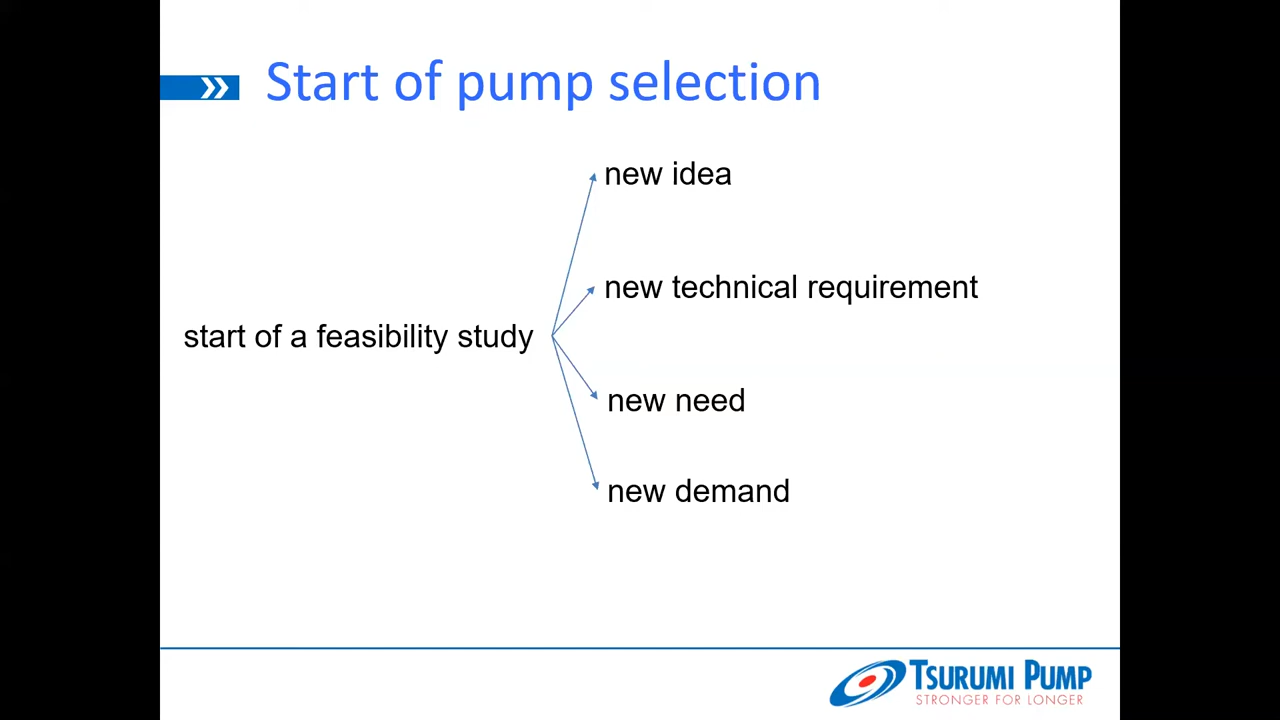 Start of pump selection
new idea
new technical requirement
start of a feasibility study
new need
new demand
TSURUMI PUMP
STRONGER FOR LONGER